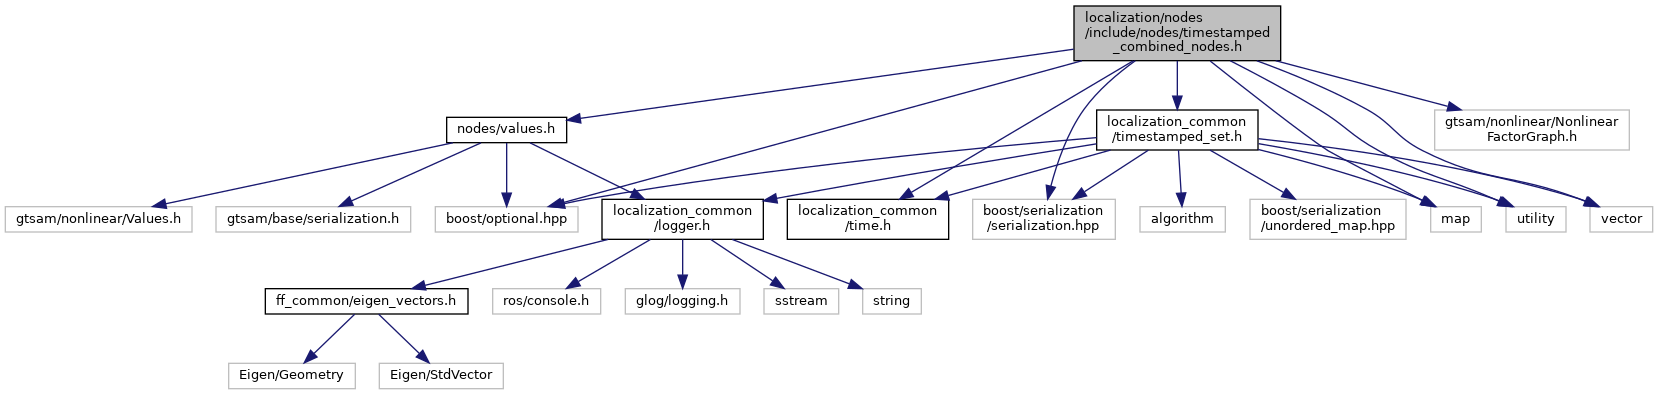 localization/nodes
/include/nodes/timestamped
_combined_nodes.h
nodes/values.h
localization_common
/timestamped_set.h
gtsam/nonlinear/Nonlinear
FactorGraph.h
gtsam/nonlinear/Values.h
gtsam/base/serialization.h
boost/optional.hpp
localization_common
/logger.h
localization_common
/time.h
boost/serialization
/serialization.hpp
algorithm
boost/serialization
/unordered_map.hpp
map
utility
vector
ff_common/eigen_vectors.h
ros/console.h
glog/logging.h
sstream
string
Eigen/Geometry
Eigen/StdVector